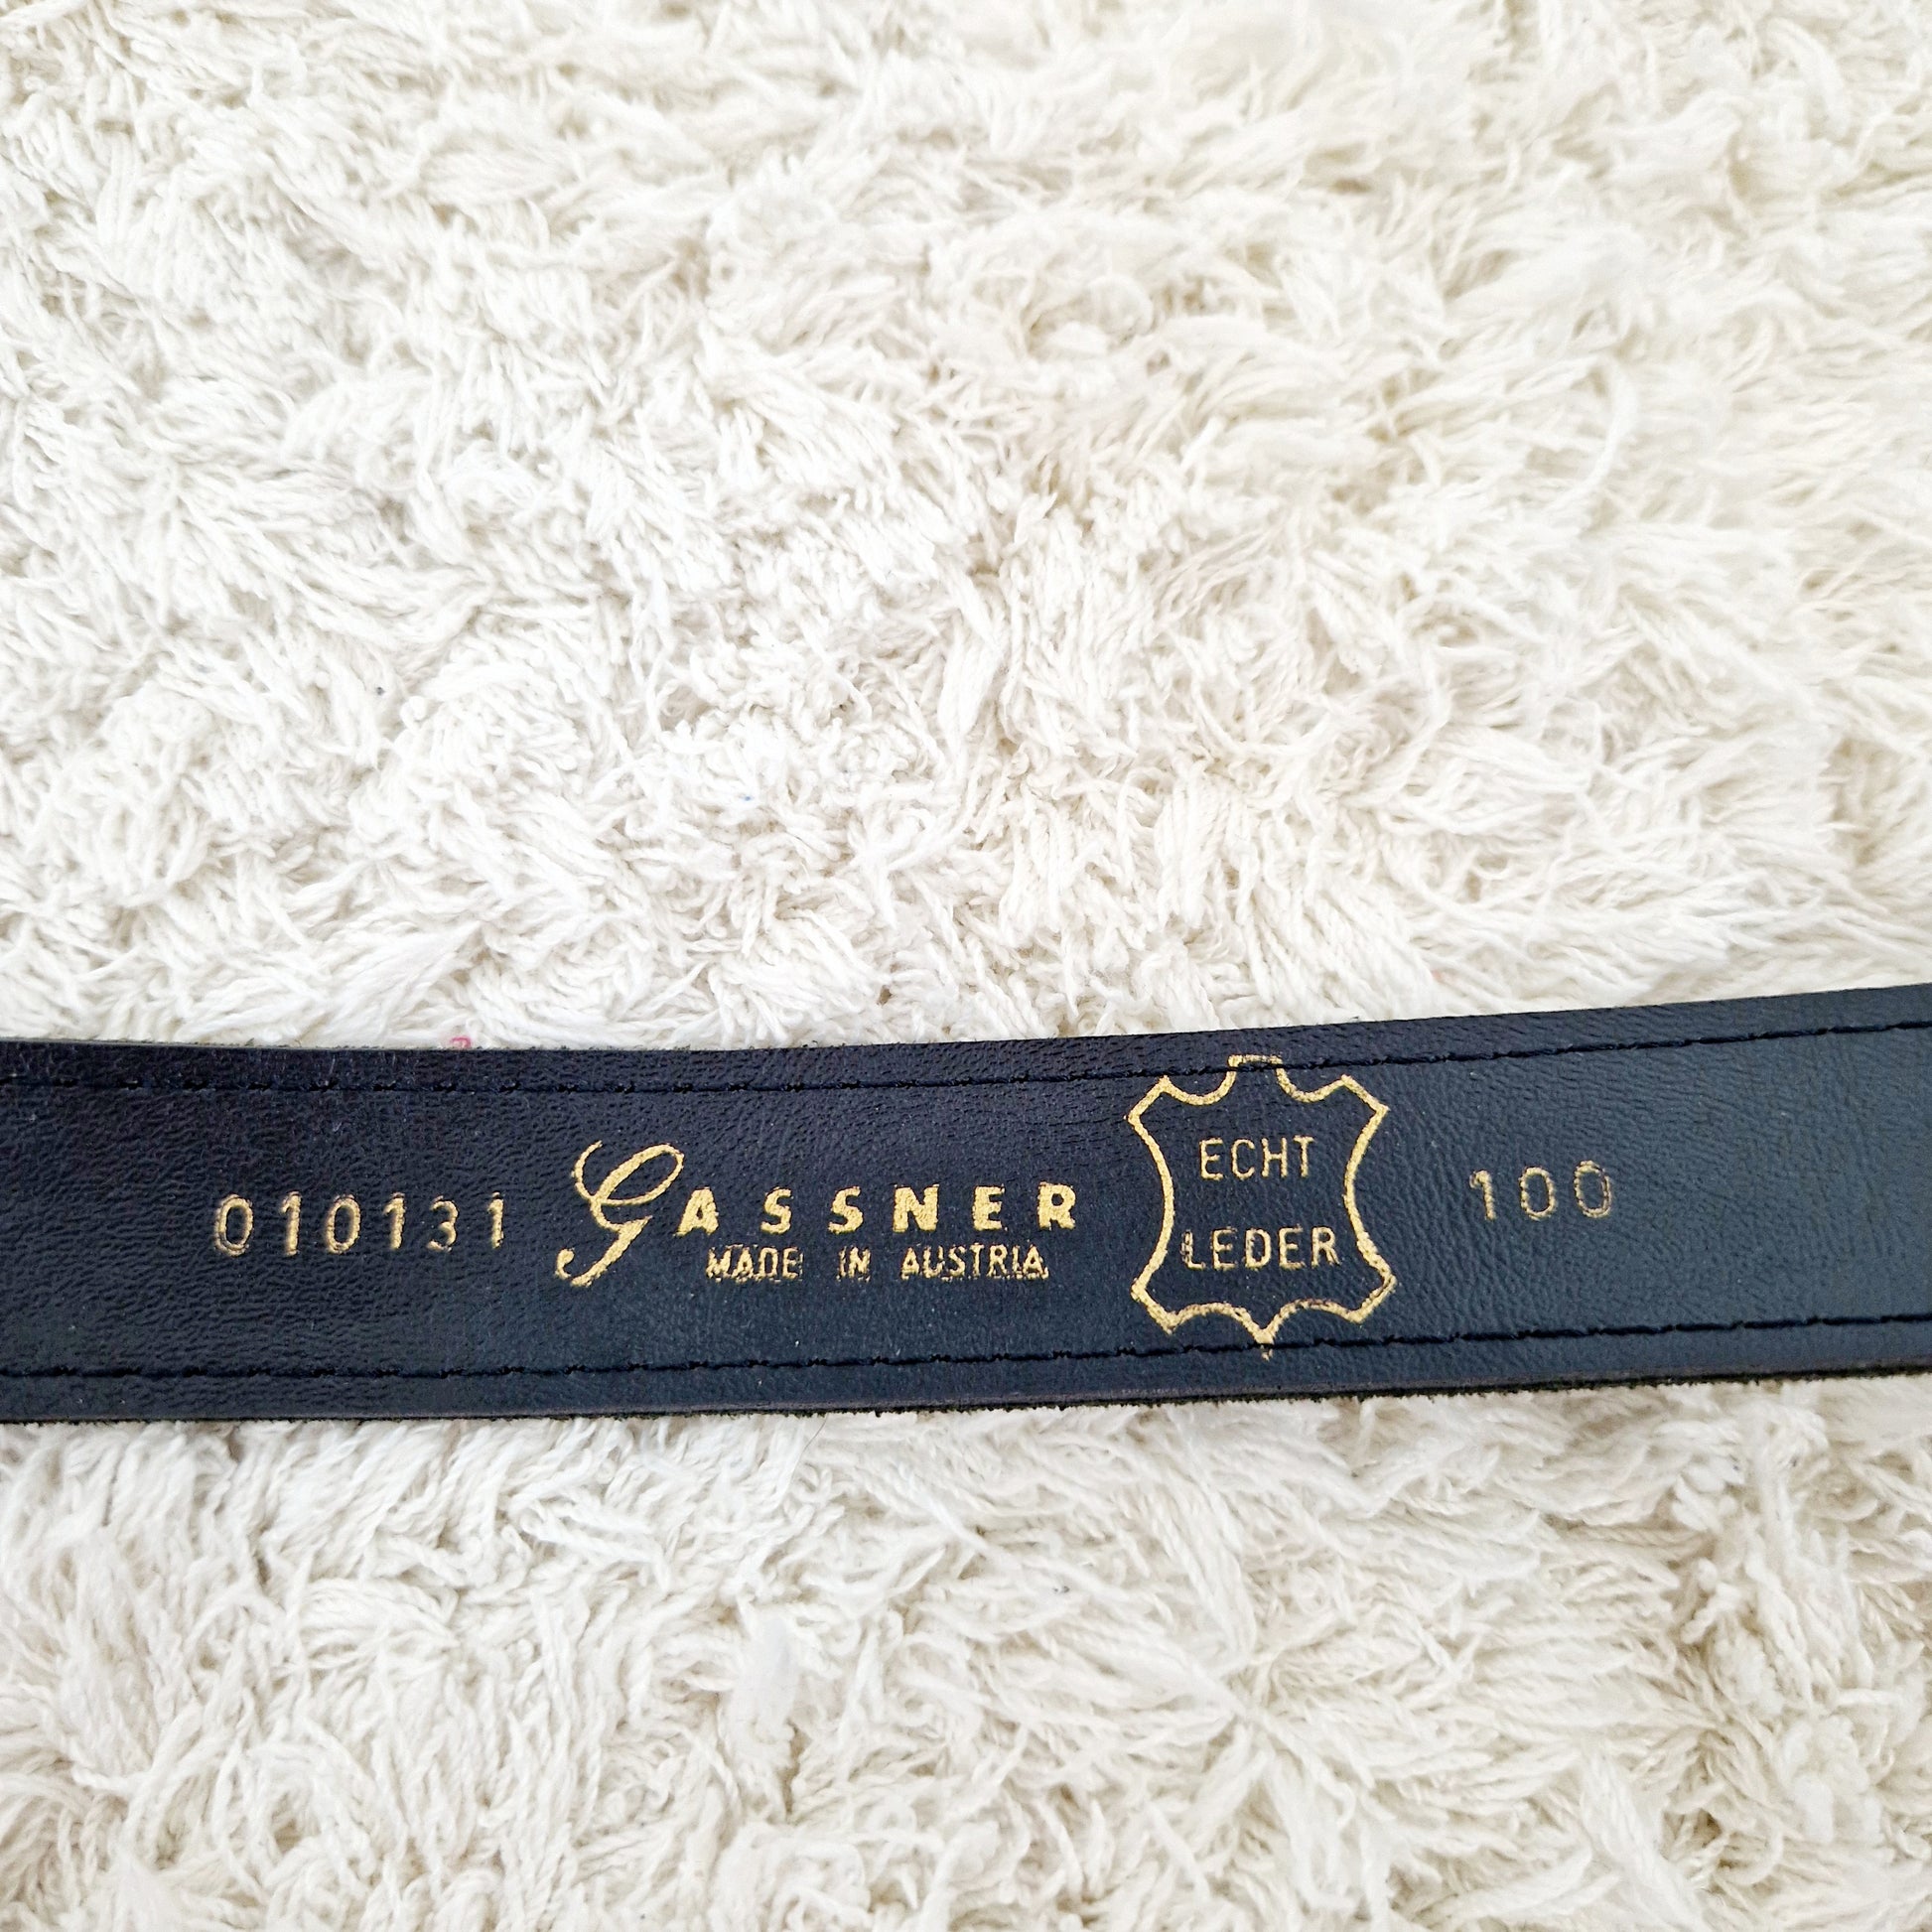 010131 GASSNER
MADE IN AUSTRIA
ECHT
LEDER
100